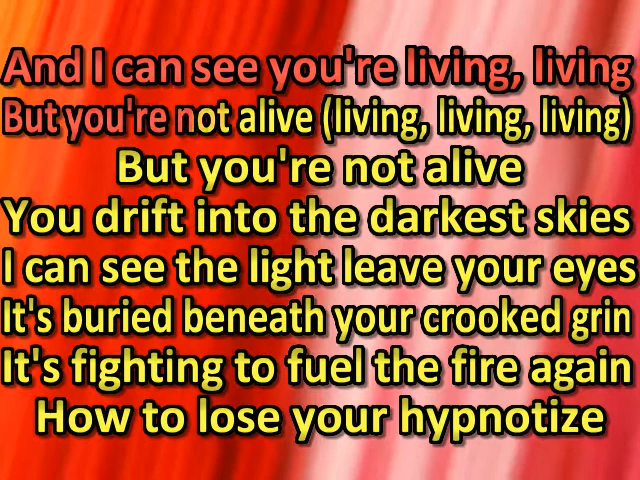 And I can see you're living, living
But you're not alive (living, living, living)
But you're not alive
You drift into the darkest skies
I can see the light leave your eyes
It's buried beneath your crooked grin
It's fighting to fuel the fire again
How to lose your hypnotize